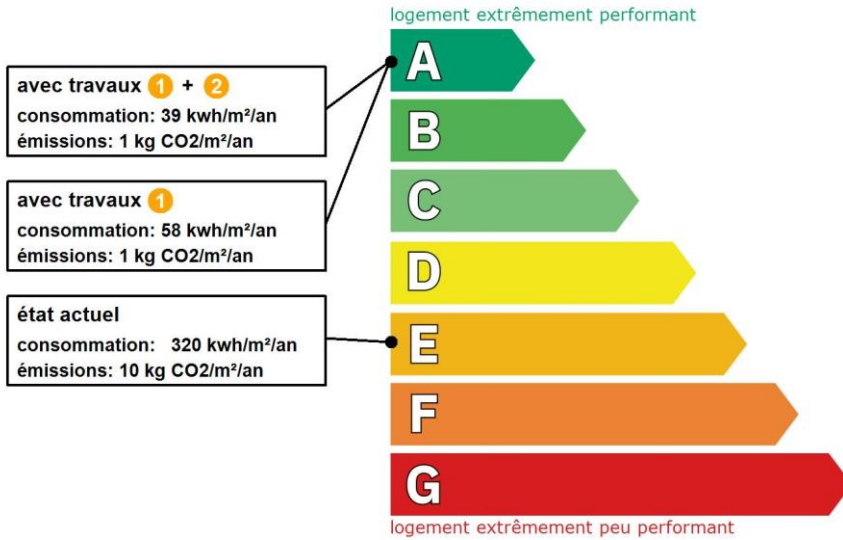 logement extrêmement performant
avec travaux 1 + 2
consommation: 39 kwh/m²/an
émissions: 1 kg CO2/m²/an
avec travaux 1
consommation: 58 kwh/m²/an
émissions: 1 kg CO2/m²/an
état actuel
consommation: 320 kwh/m²/an
émissions: 10 kg CO2/m²/an
A
B
C
D
E
F
G
logement extrêmement peu performant